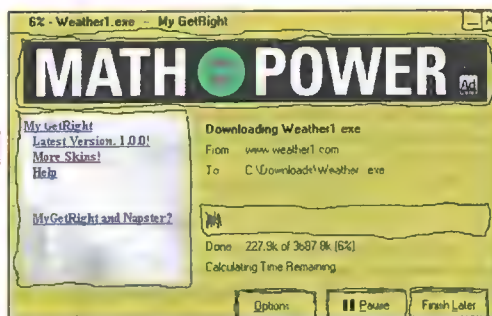 6% - Weather1.exe - My GetRight
MATH POWER Ad
My GetRight
Latest Version: 1.0.0!
More Skins!
Help
MyGetRight and Napster?
Downloading Weather1 exe
From www.weather1.com
To C:\Downloads\Weather exe
Done 227.9k of 3687.8k (6%)
Calculating Time Remaining
Options Pause Finish Later